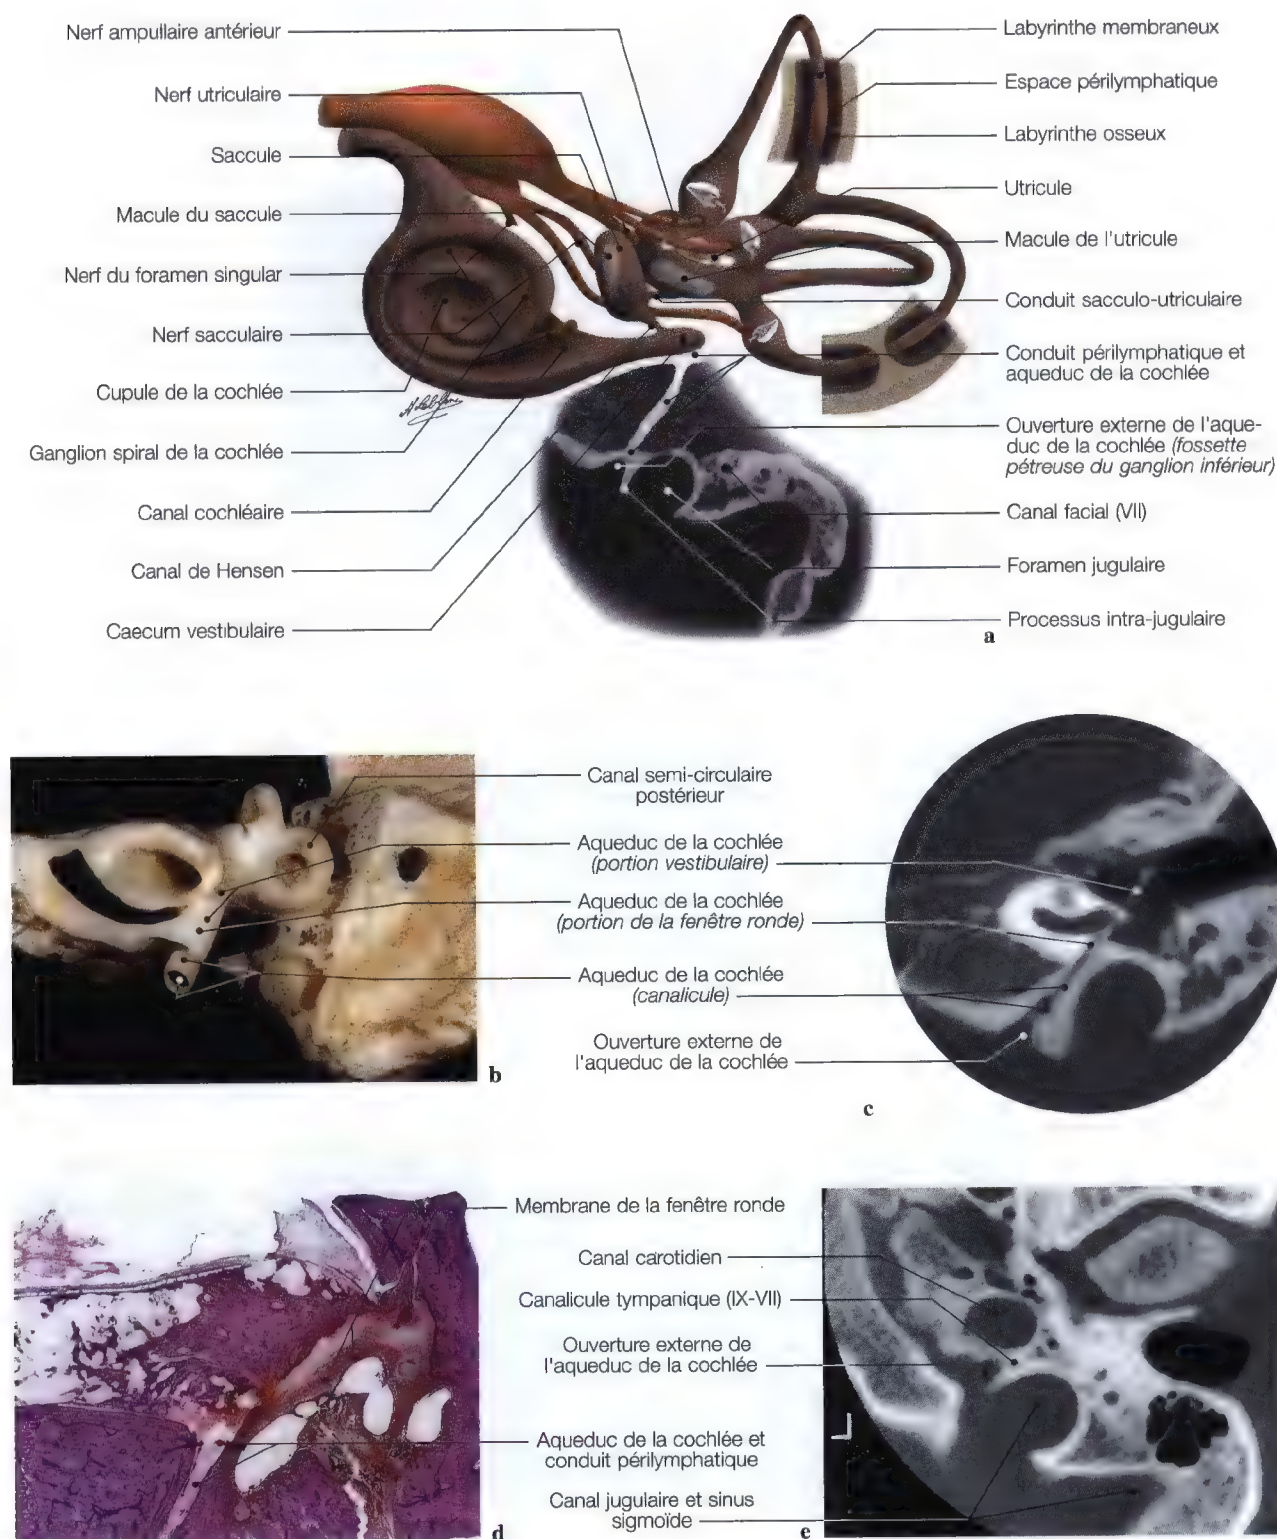 Nerf ampullaire antérieur
Nerf utriculaire
Saccule
Macule du saccule
Nerf du foramen singular
Nerf sacculaire
Cupule de la cochlée
Ganglion spiral de la cochlée
Canal cochléaire
Canal de Hensen
Caecum vestibulaire
Labyrinthe membraneux
Espace périlymphatique
Labyrinthe osseux
Utricule
Macule de l'utricule
Conduit sacculo-utriculaire
Conduit périlymphatique et
aqueduc de la cochlée
Ouverture externe de l'aque-
duc de la cochlée (fossette
pétreuse du ganglion inférieur)
Canal facial (VII)
Foramen jugulaire
Processus intra-jugulaire
a
Canal semi-circulaire
postérieur
Aqueduc de la cochlée
(portion vestibulaire)
Aqueduc de la cochlée
(portion de la fenêtre ronde)
Aqueduc de la cochlée
(canalicule)
Ouverture externe de
l'aqueduc de la cochlée
b
c
Membrane de la fenêtre ronde
Canal carotidien
Canalicule tympanique (IX-VII)
Ouverture externe de
l'aqueduc de la cochlée
Aqueduc de la cochlée et
conduit périlymphatique
Canal jugulaire et sinus
sigmoïde
d
e